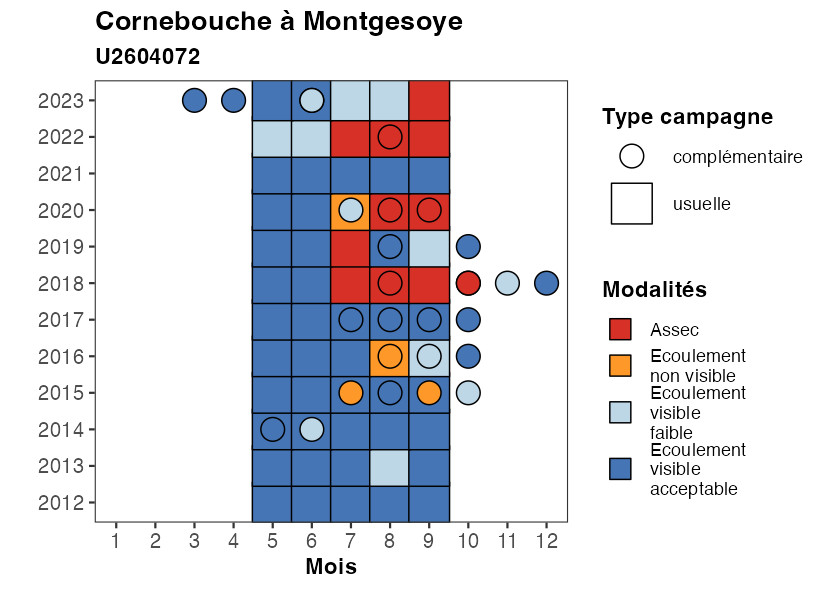 Cornebouche à Montgesoye
U2604072
2023
2022
2021
2020
2019
2018
2017
2016
2015
2014
2013
2012
1 2 3 4 5 6 7 8 9 10 11 12
Mois
Type campagne
complémentaire
usuelle
Modalités
Assec
Ecoulement
non visible
Ecoulement
visible
faible
Ecoulement
visible
acceptable